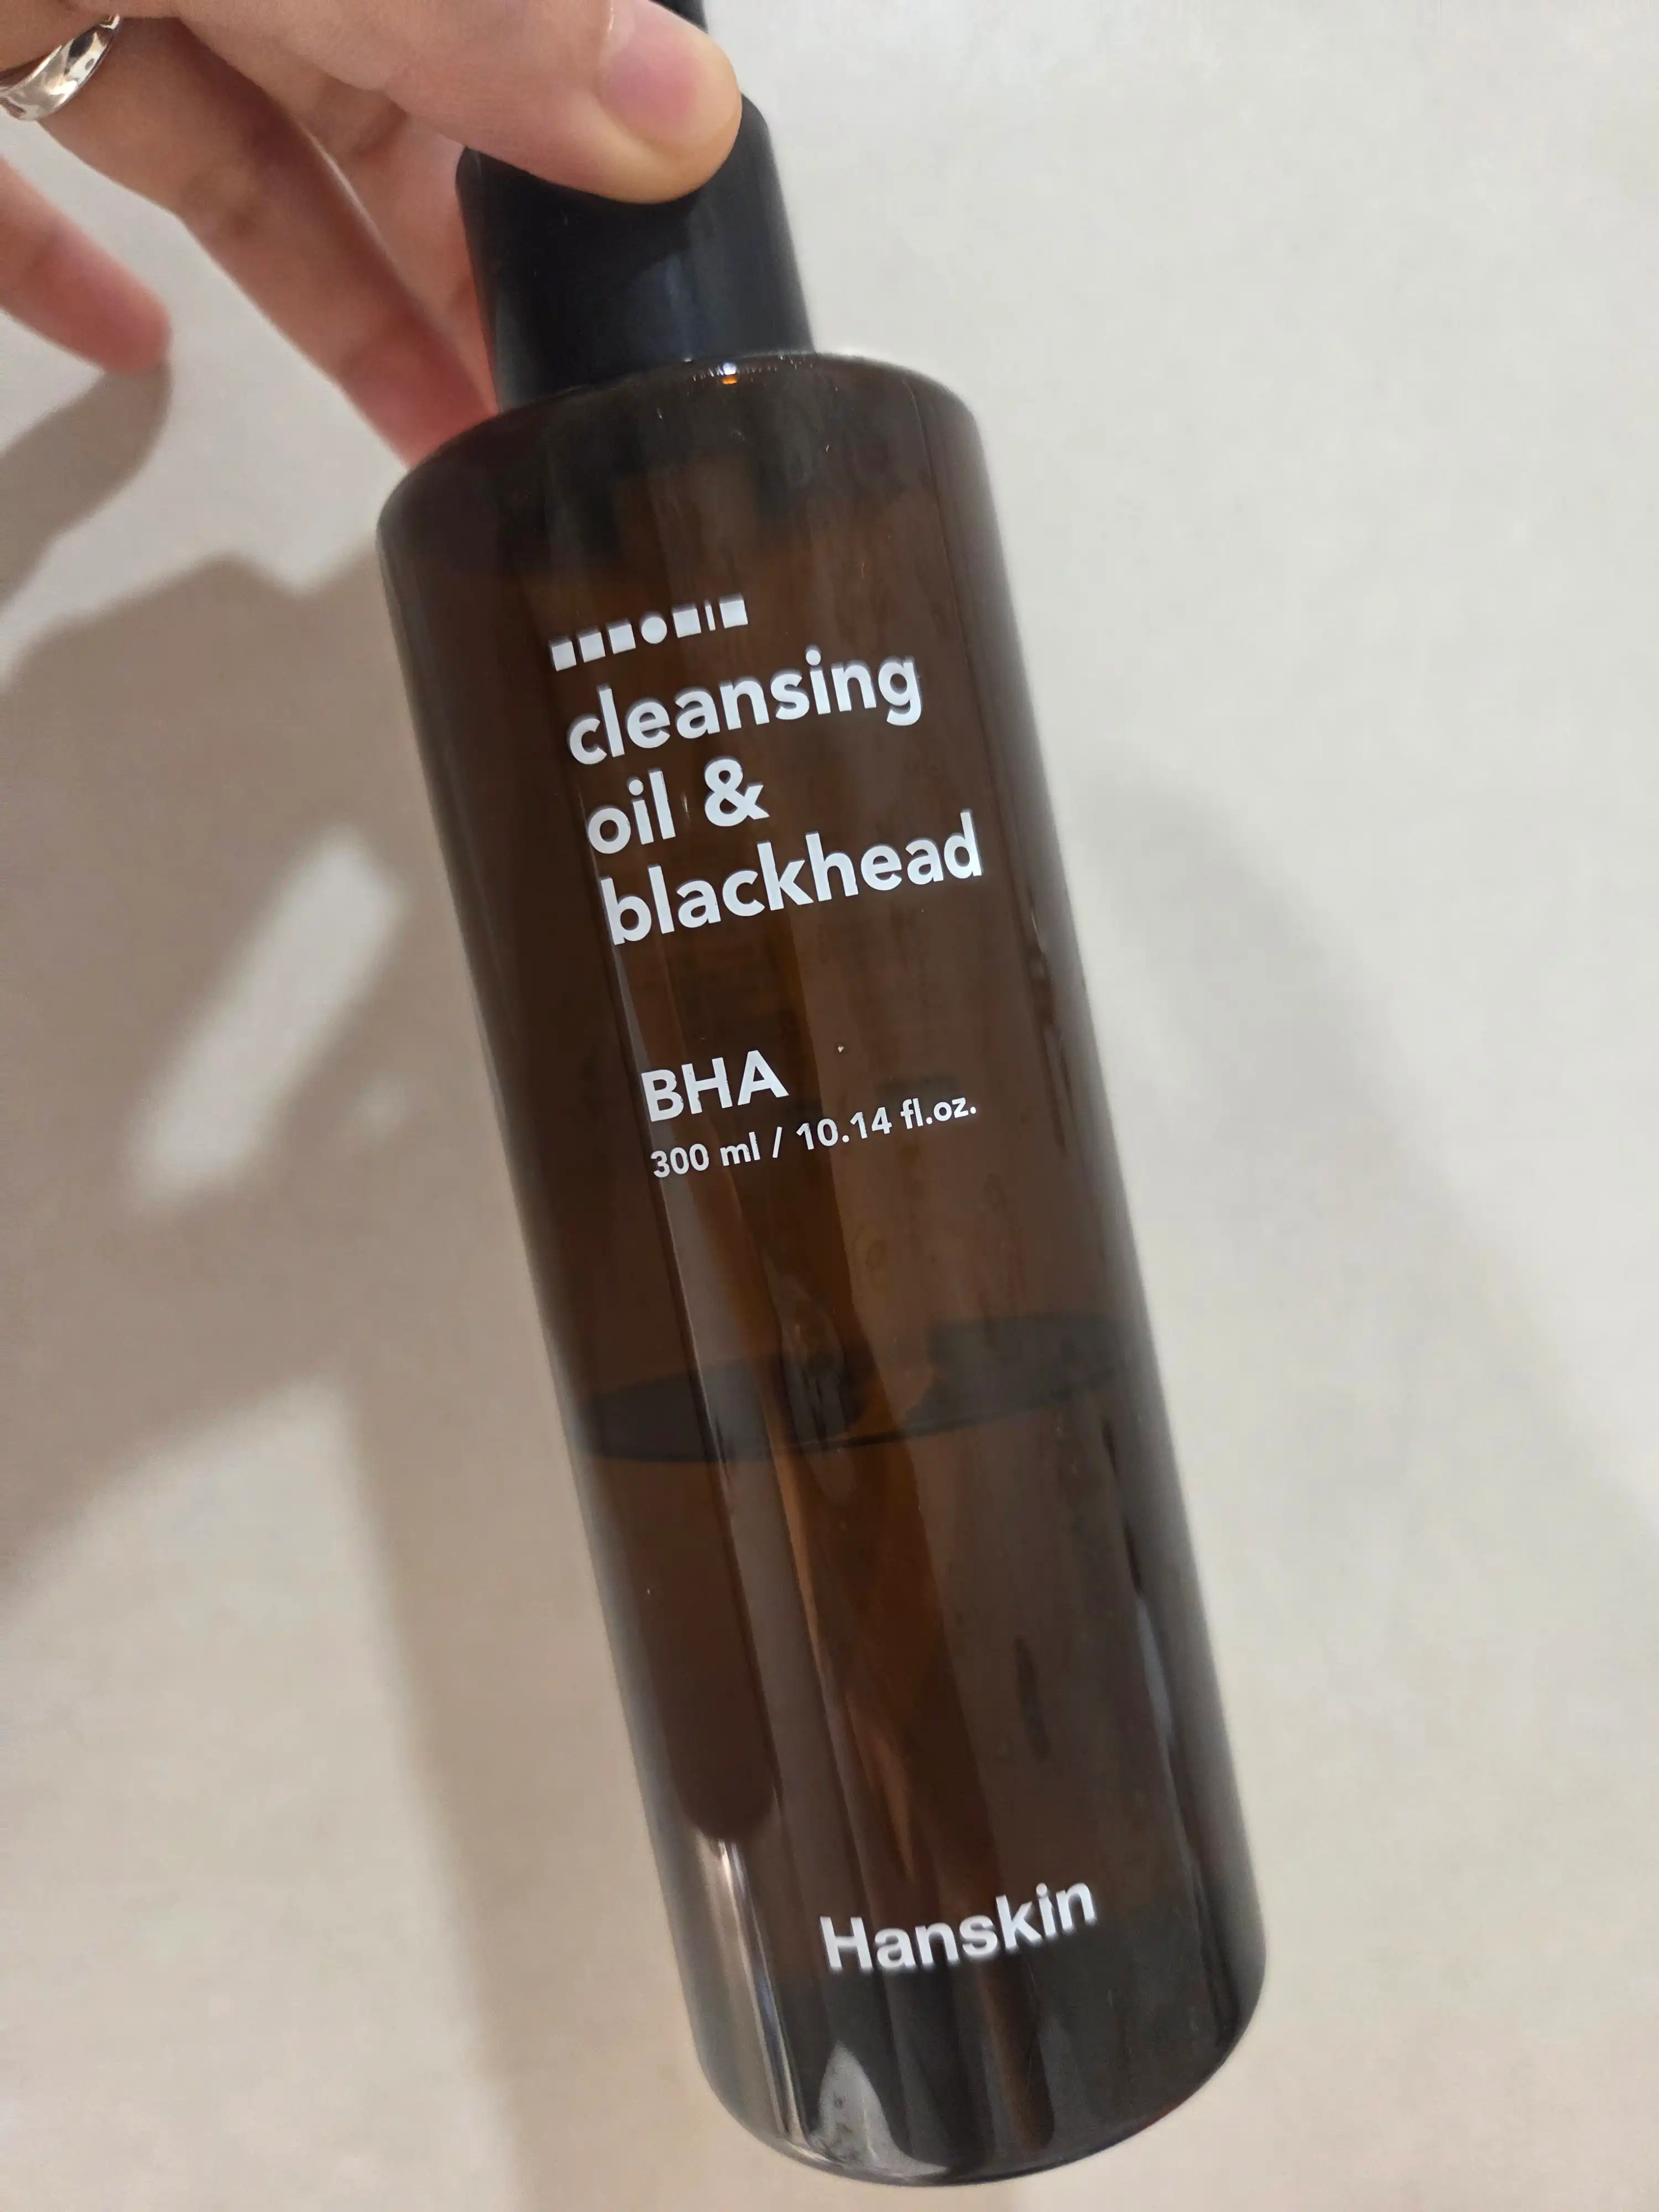 cleansing
oil &
blackhead
BHA
300 ml / 10.14 fl.oz.
Hanskin